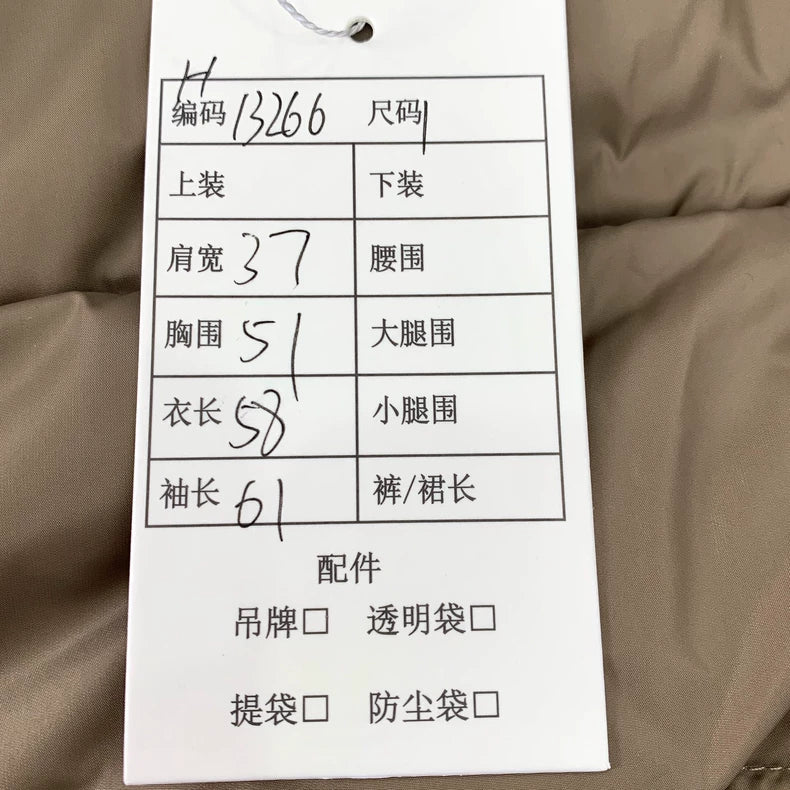 H
编码 13266 尺码 1
上装 下装
肩宽 37 腰围
胸围 51 大腿围
衣长 58 小腿围
袖长 61 裤/裙长
配件
吊牌□ 透明袋□
提袋□ 防尘袋□